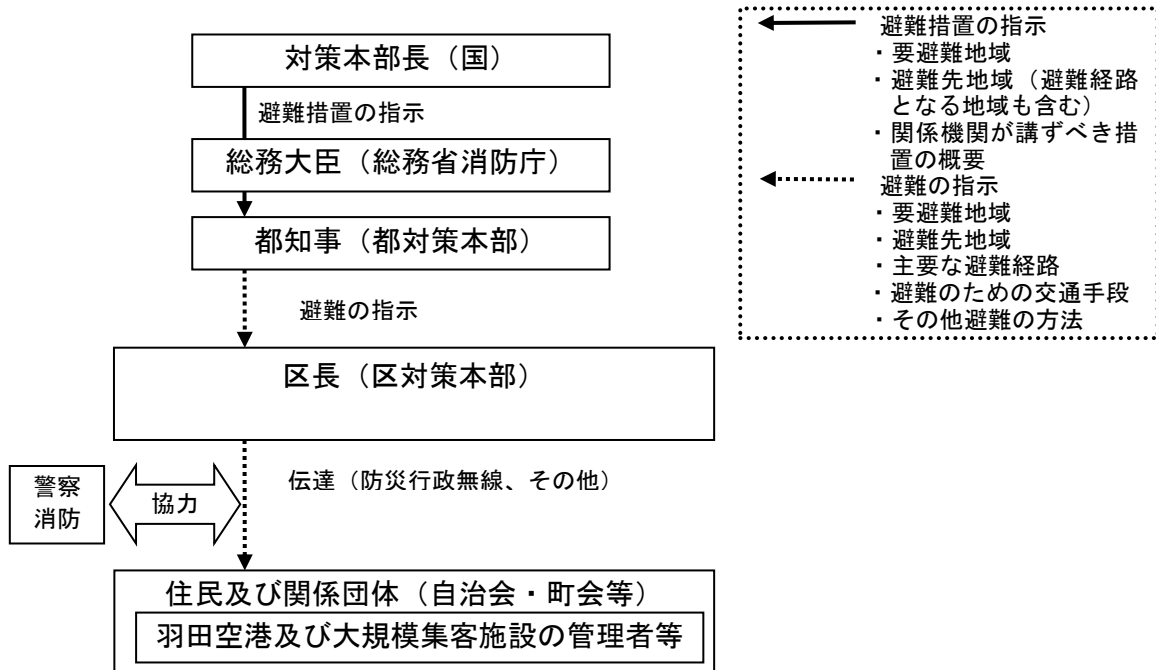 対策本部長（国）
避難措置の指示
総務大臣（総務省消防庁）
都知事（都対策本部）
避難の指示
区長（区対策本部）
伝達（防災行政無線、その他）
警察
消防
協力
住民及び関係団体（自治会・町会等）
羽田空港及び大規模集客施設の管理者等
避難措置の指示
・要避難地域
・避難先地域（避難経路
となる地域も含む）
・関係機関が講ずべき措
置の概要
避難の指示
・要避難地域
・避難先地域
・主要な避難経路
・避難のための交通手段
・その他避難の方法